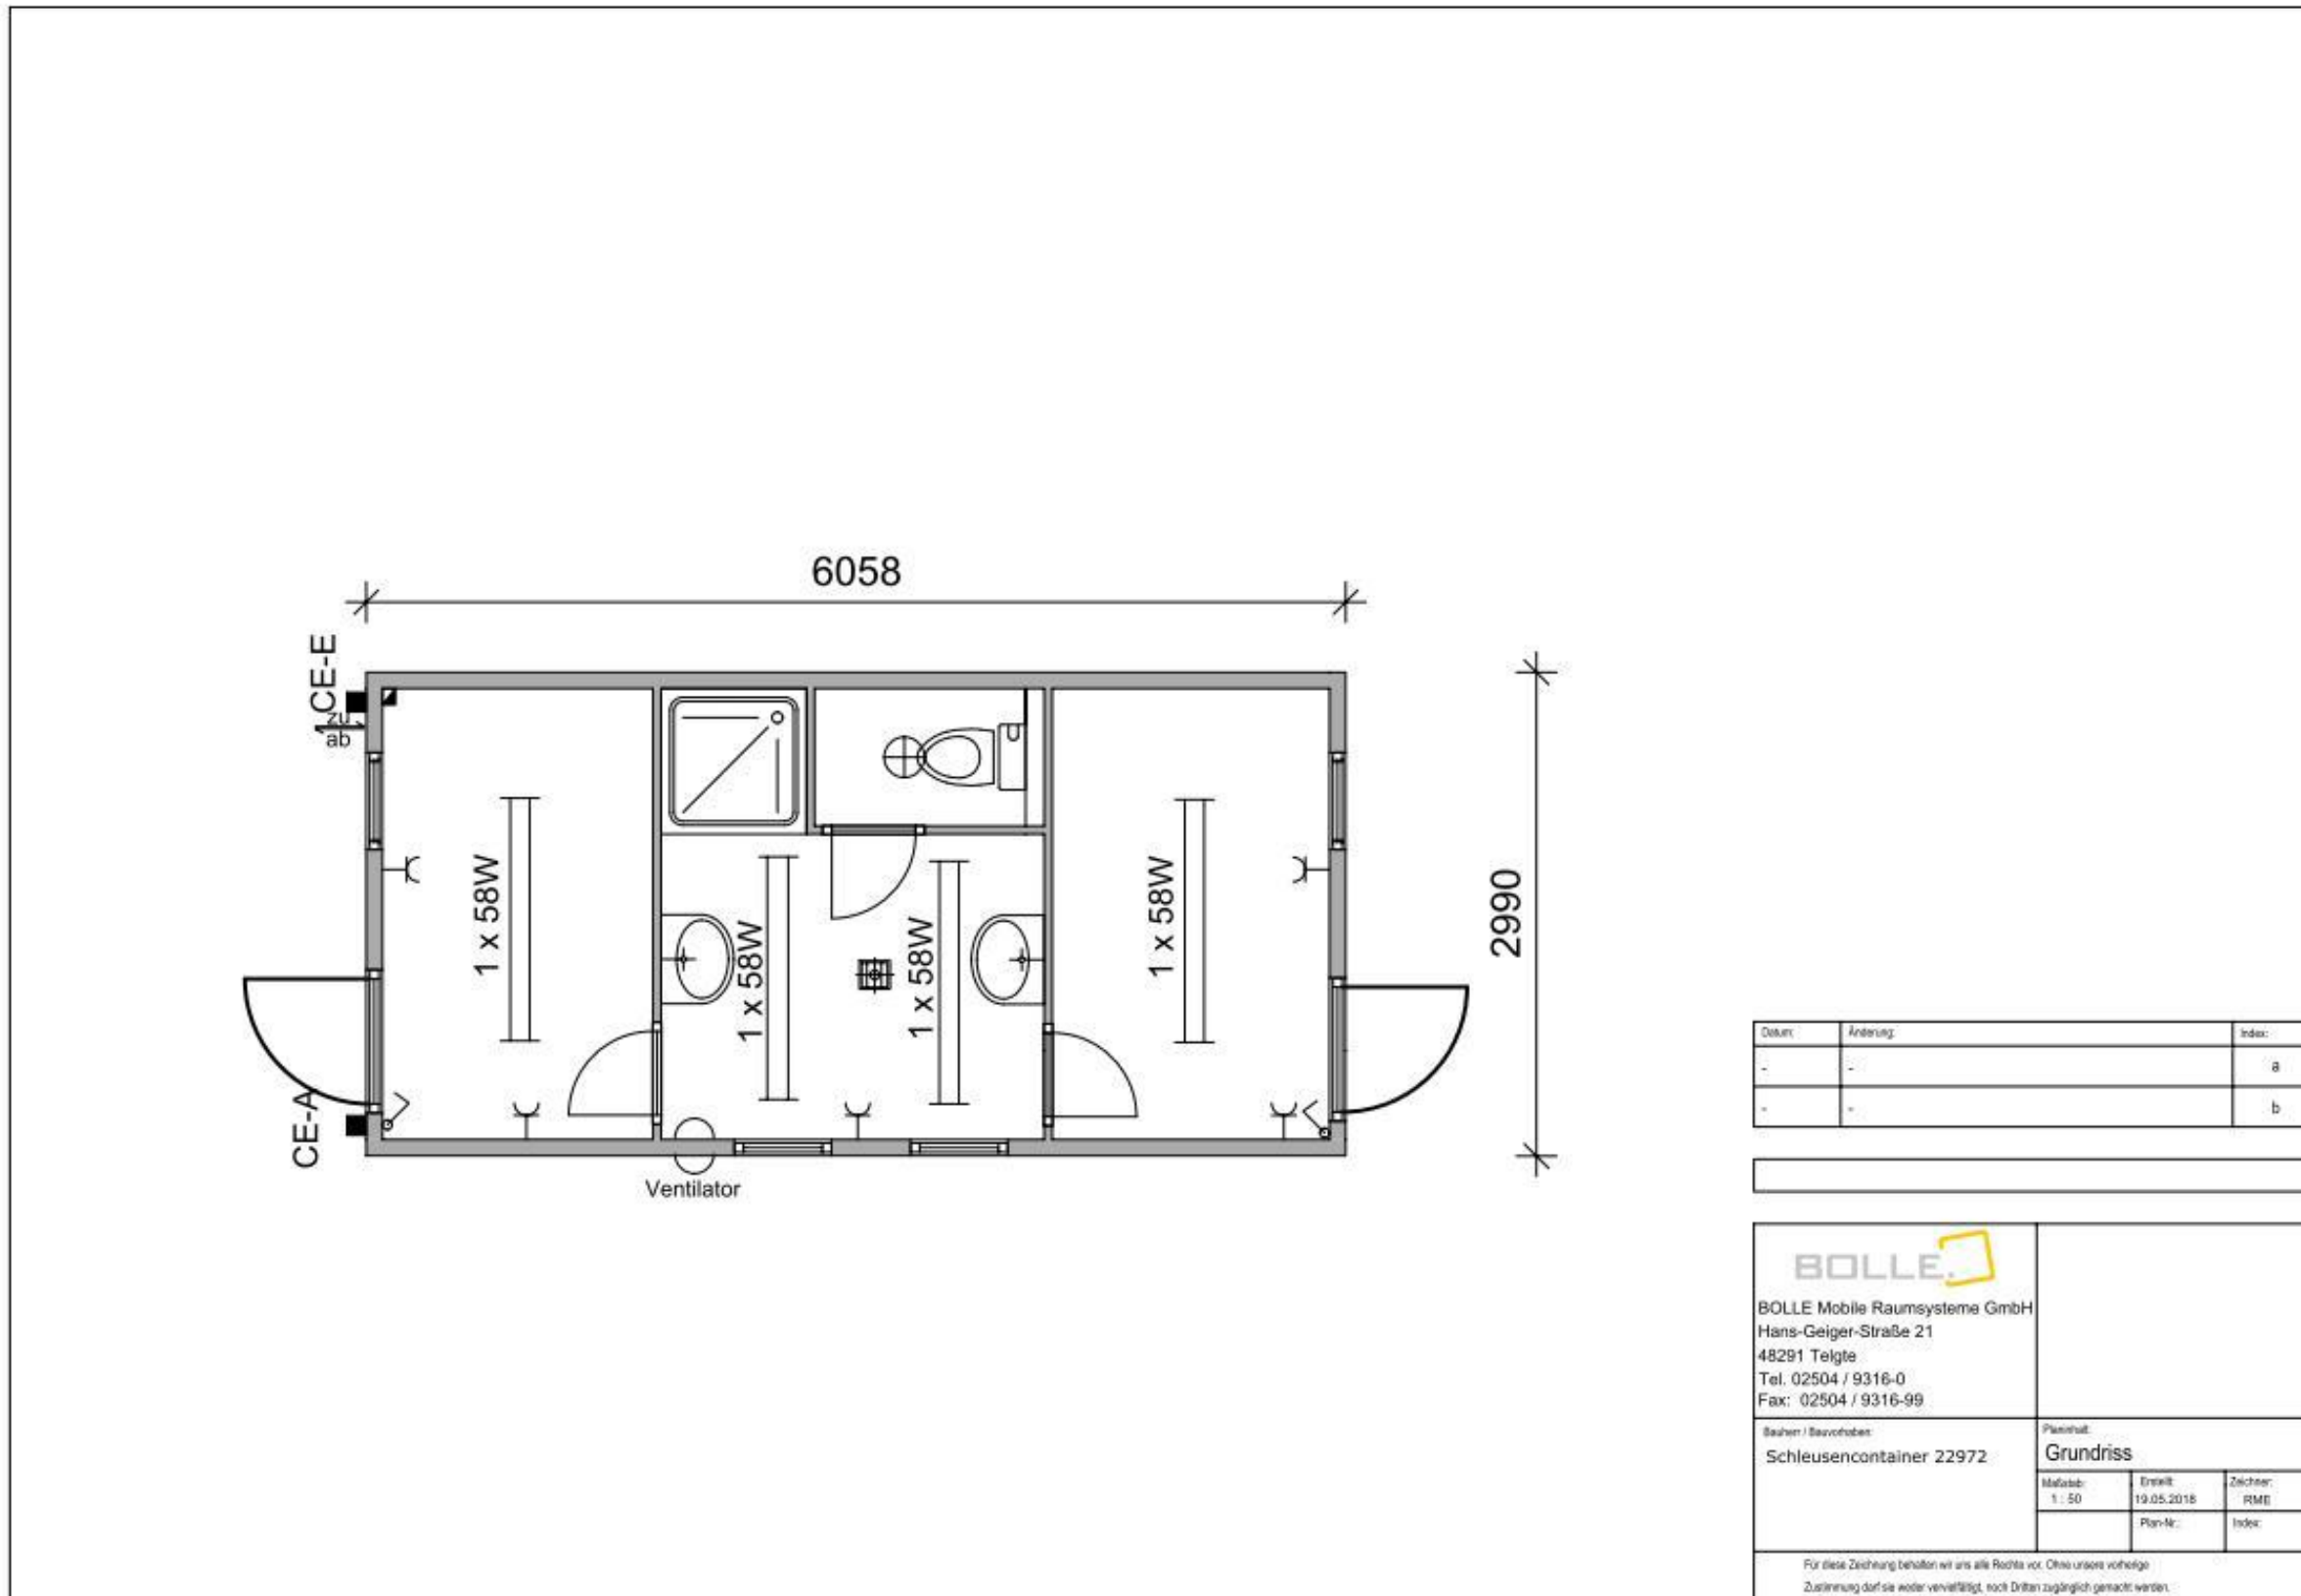 6058
CE-E
zu
ab
1 x 58W
1 x 58W
1 x 58W
1 x 58W
2990
CE-A
Ventilator
Datum: Änderung: Index:
- - a
- - b
BOLLE.
BOLLE Mobile Raumsysteme GmbH
Hans-Geiger-Straße 21
48291 Telgte
Tel. 02504 / 9316-0
Fax: 02504 / 9316-99
Bauherr / Bauvorhaben:
Schleusencontainer 22972
Planinhalt:
Grundriss
Maßstab: Erstellt: Zeichner:
1 : 50 19.05.2018 RME
Plan-Nr.: Index:
Für diese Zeichnung behalten wir uns alle Rechte vor. Ohne unsere vorherige
Zustimmung darf sie weder vervielfältigt, noch Dritten zugänglich gemacht werden.